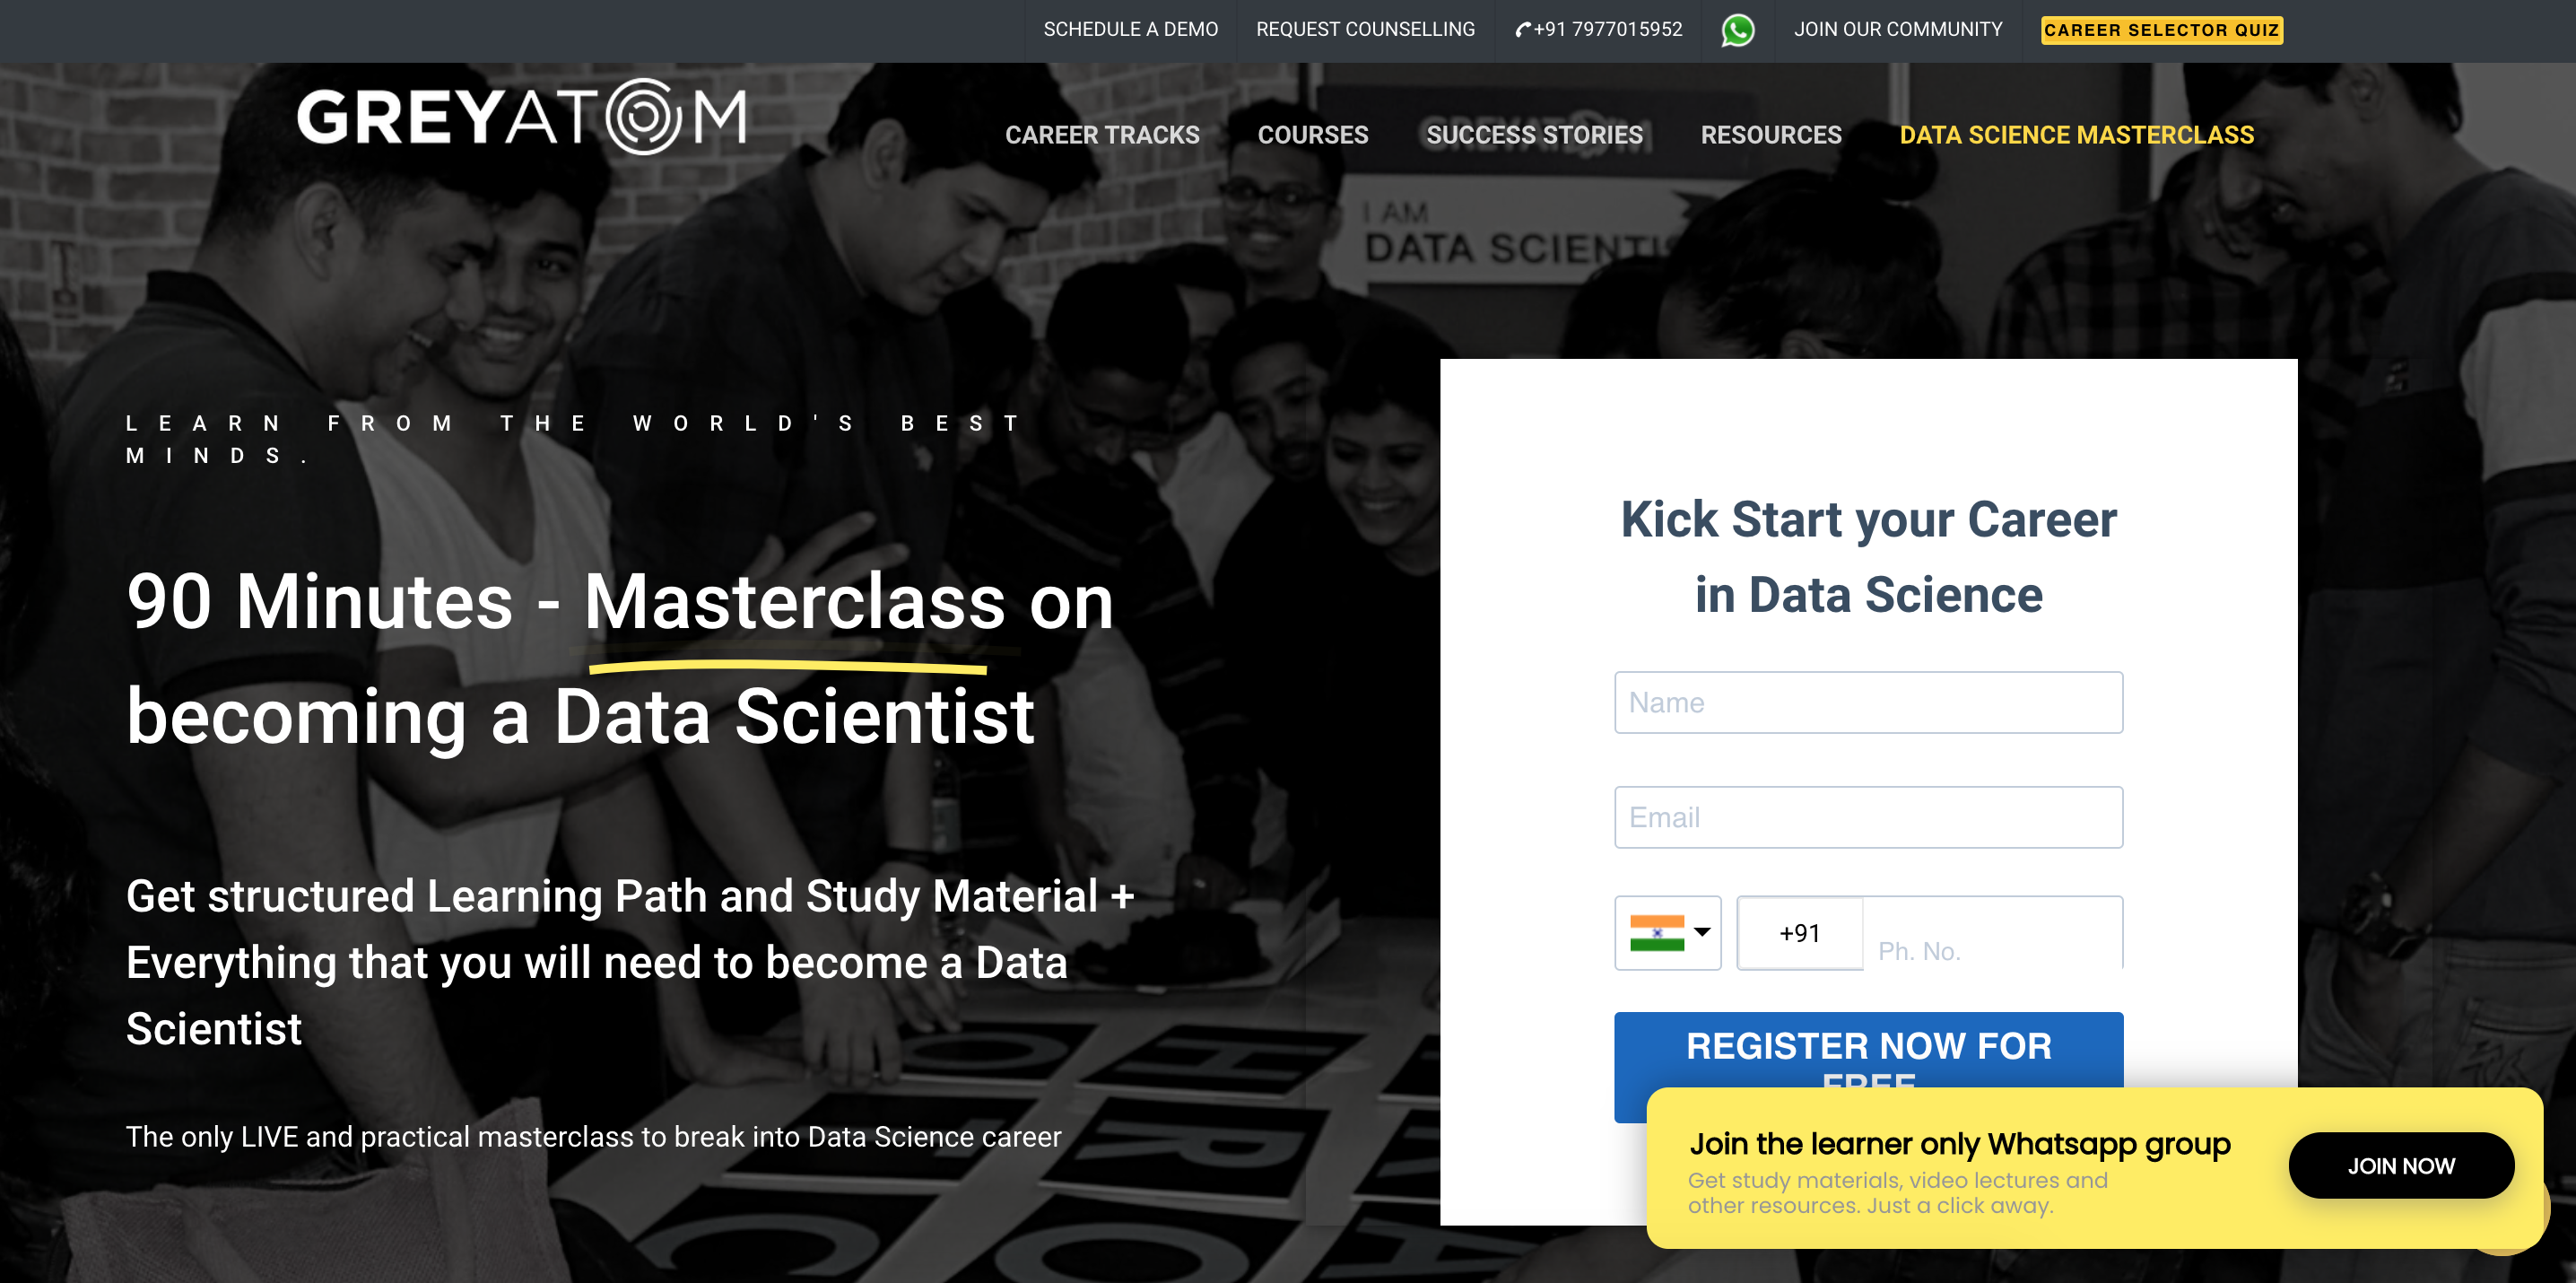 SCHEDULE A DEMO
REQUEST COUNSELLING
+91 7977015952
JOIN OUR COMMUNITY
CAREER SELECTOR QUIZ
GREYATOM
CAREER TRACKS
COURSES
SUCCESS STORIES
RESOURCES
DATA SCIENCE MASTERCLASS
I AM
DATA SCIENTIS
LEARN FROM THE WORLD'S BEST
MINDS.
90 Minutes - Masterclass on
becoming a Data Scientist
Get structured Learning Path and Study Material +
Everything that you will need to become a Data
Scientist
The only LIVE and practical masterclass to break into Data Science career
Kick Start your Career
in Data Science
Name
Email
+91
Ph. No.
REGISTER NOW FOR
FREE
Join the learner only Whatsapp group
Get study materials, video lectures and
other resources. Just a click away.
JOIN NOW